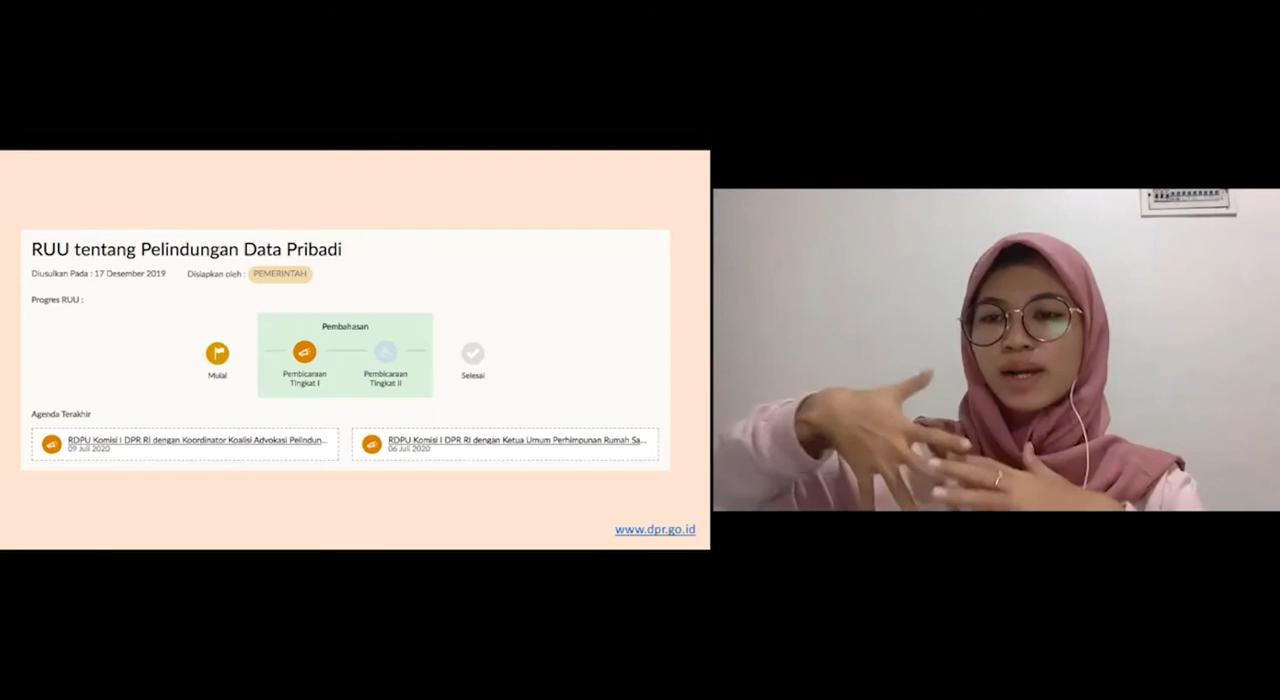 RUU tentang Pelindungan Data Pribadi
Diusulkan Pada : 17 Desember 2019 Disiapkan oleh : PEMERINTAH
Progres RUU :
Pembahasan
Mulai
Pembicaraan
Tingkat I
Pembicaraan
Tingkat II
Selesai
Agenda Terakhir
RDPU Komisi I DPR RI dengan Koordinator Koalisi Advokasi Pelindun...
09 Juli 2020
RDPU Komisi I DPR RI dengan Ketua Umum Perhimpunan Rumah Sa...
06 Juli 2020
www.dpr.go.id